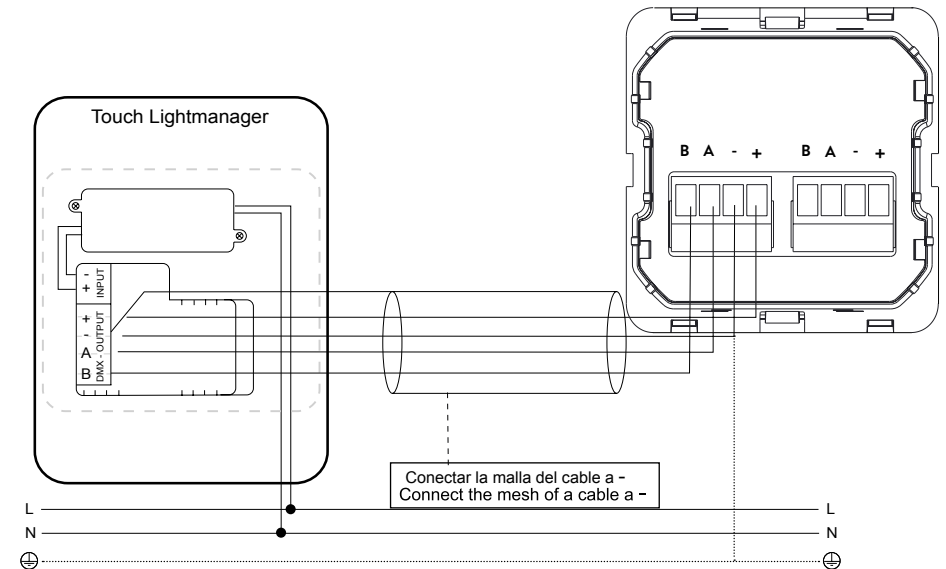 Touch Lightmanager
B A - + B A - +
- + INPUT
+ - A B DMX - OUTPUT
Conectar la malla del cable a -
Connect the mesh of a cable a -
L L
N N